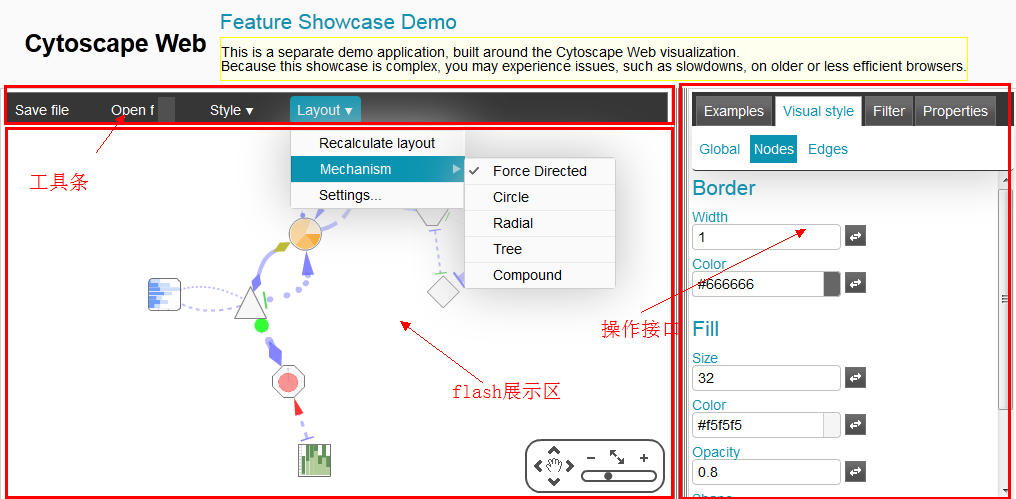 Cytoscape Web
Feature Showcase Demo
This is a separate demo application, built around the Cytoscape Web visualization.
Because this showcase is complex, you may experience issues, such as slowdowns, on older or less efficient browsers.
Save file
Open f
Style ▾
Layout ▾
Recalculate layout
Mechanism
Settings...
✓ Force Directed
Circle
Radial
Tree
Compound
工具条
flash展示区
Examples
Visual style
Filter
Properties
Global
Nodes
Edges
Border
Width
1
Color
#666666
操作接口
Fill
Size
32
Color
#f5f5f5
Opacity
0.8
Shape